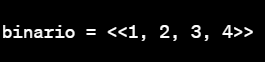 binario = <<1, 2, 3, 4>>